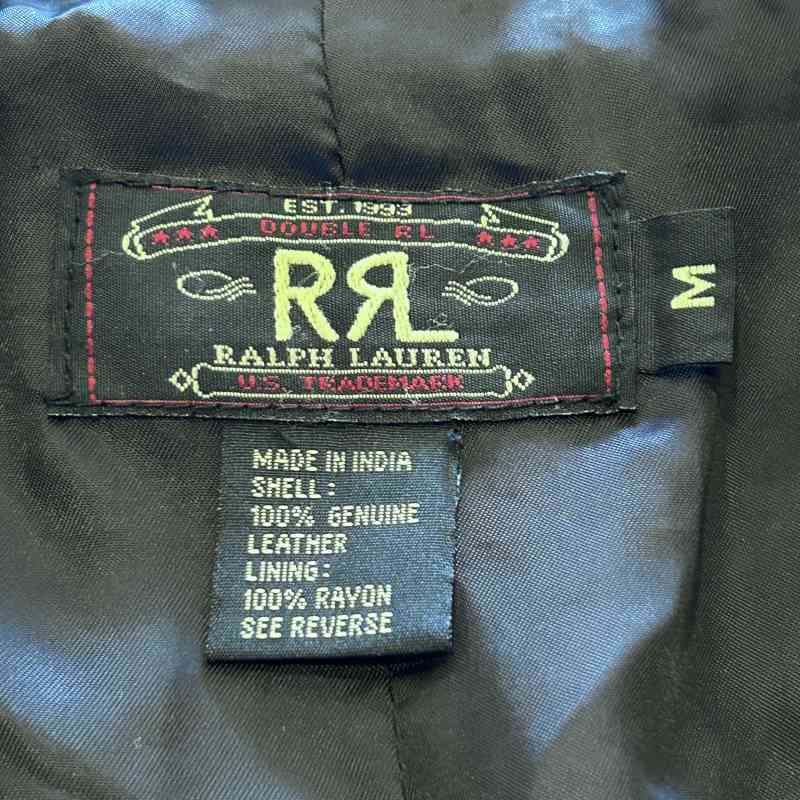 EST. 1993
DOUBLE RL
RRL
RALPH LAUREN
U.S. TRADEMARK
M
MADE IN INDIA
SHELL:
100% GENUINE
LEATHER
LINING:
100% RAYON
SEE REVERSE